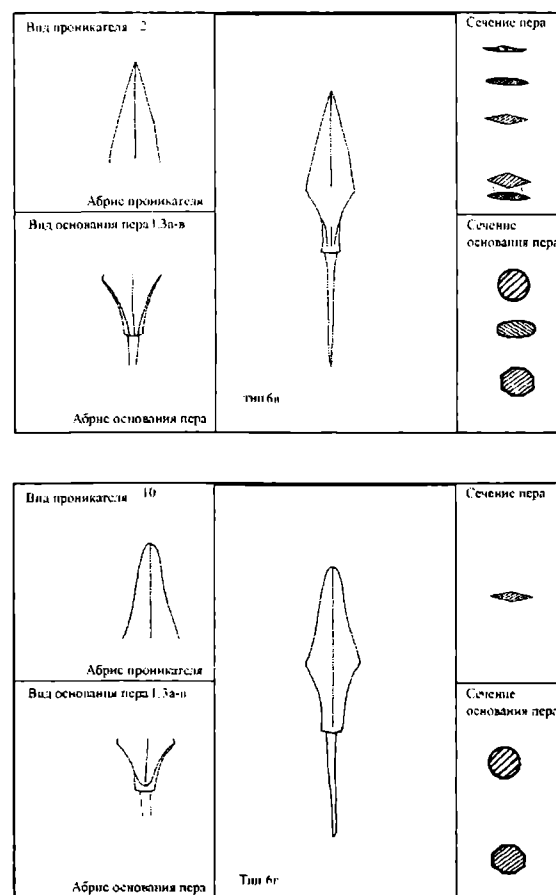 Вид проникателя 2
Абрис проникателя
Вид основания пера 1.3а-в
Абрис основания пера
тип 6в
Сечение пера
Сечение
основания пера
Вид проникателя 10
Абрис проникателя
Вид основания пера 1.3а-в
Абрис основания пера
Тип 6г
Сечение пера
Сечение
основания пера